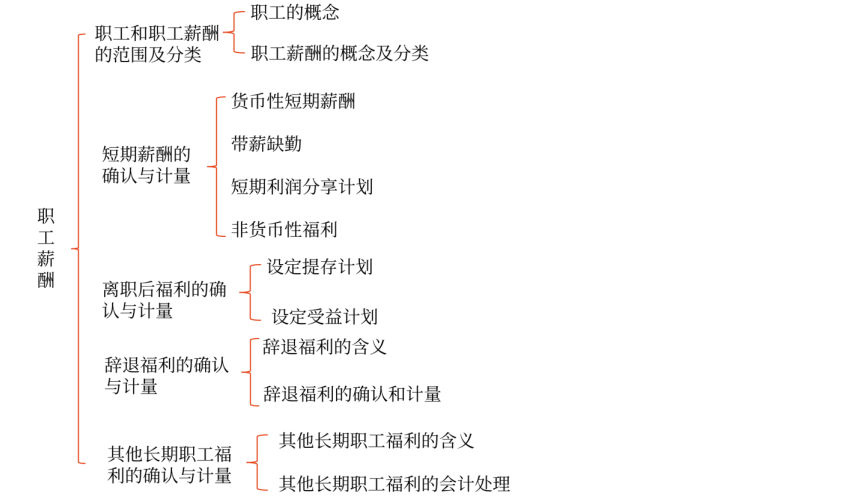 职工薪酬
职工和职工薪酬
的范围及分类
职工的概念
职工薪酬的概念及分类
短期薪酬的
确认与计量
货币性短期薪酬
带薪缺勤
短期利润分享计划
非货币性福利
离职后福利的确
认与计量
设定提存计划
设定受益计划
辞退福利的确认
与计量
辞退福利的含义
辞退福利的确认和计量
其他长期职工福
利的确认与计量
其他长期职工福利的含义
其他长期职工福利的会计处理